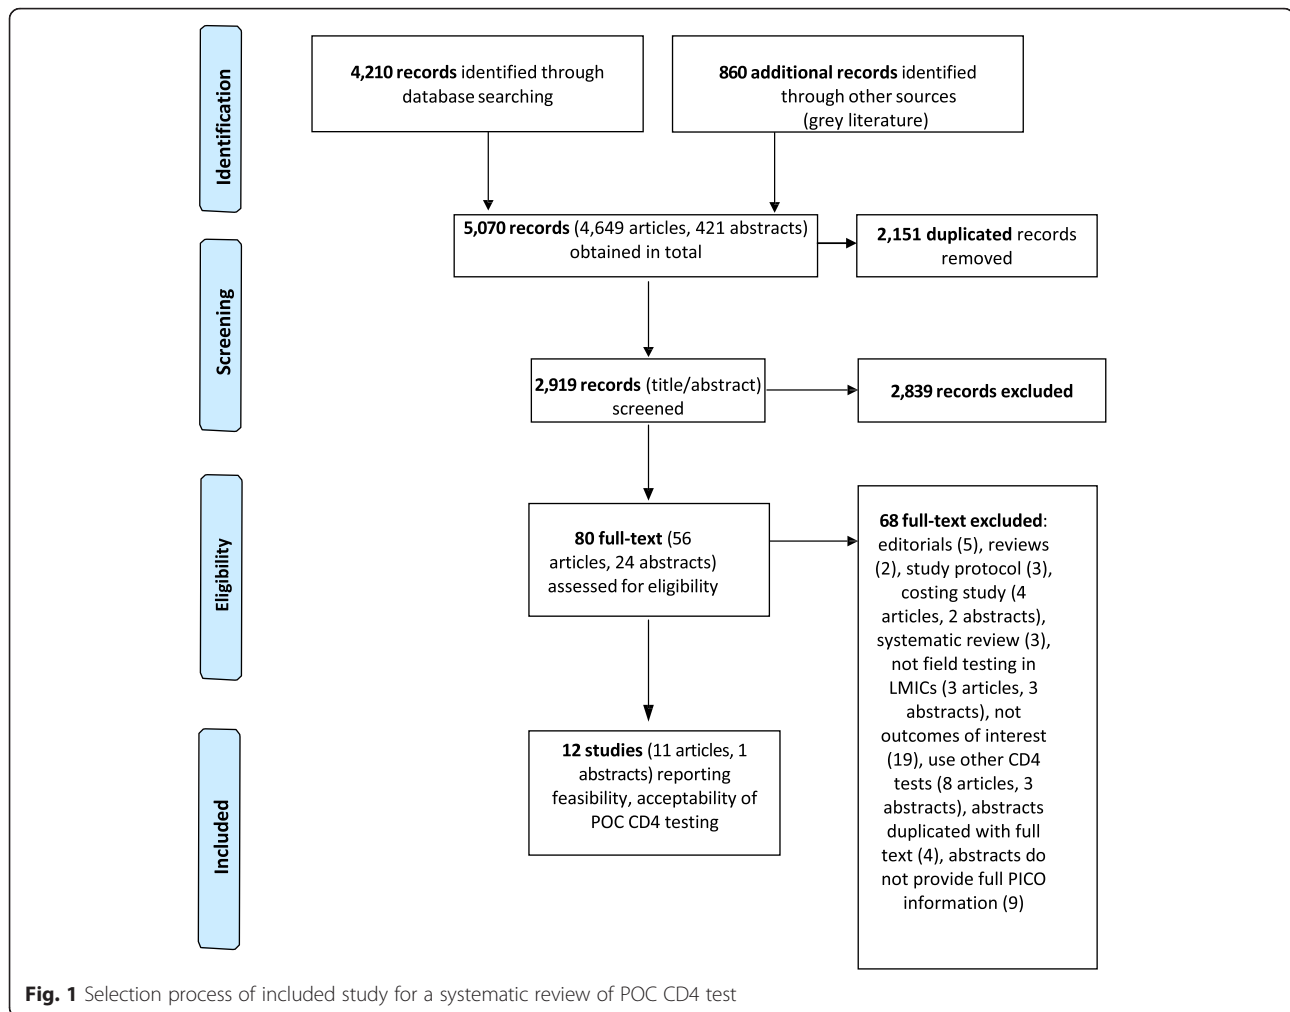 Identification
4,210 records identified through
database searching
860 additional records identified
through other sources
(grey literature)
5,070 records (4,649 articles, 421 abstracts)
obtained in total
2,151 duplicated records
removed
Screening
2,919 records (title/abstract)
screened
2,839 records excluded
Eligibility
80 full-text (56
articles, 24 abstracts)
assessed for eligibility
68 full-text excluded:
editorials (5), reviews
(2), study protocol (3),
costing study (4
articles, 2 abstracts),
systematic review (3),
not field testing in
LMICs (3 articles, 3
abstracts), not
outcomes of interest
(19), use other CD4
tests (8 articles, 3
abstracts), abstracts
duplicated with full
text (4), abstracts do
not provide full PICO
information (9)
Included
12 studies (11 articles, 1
abstracts) reporting
feasibility, acceptability of
POC CD4 testing
Fig. 1 Selection process of included study for a systematic review of POC CD4 test